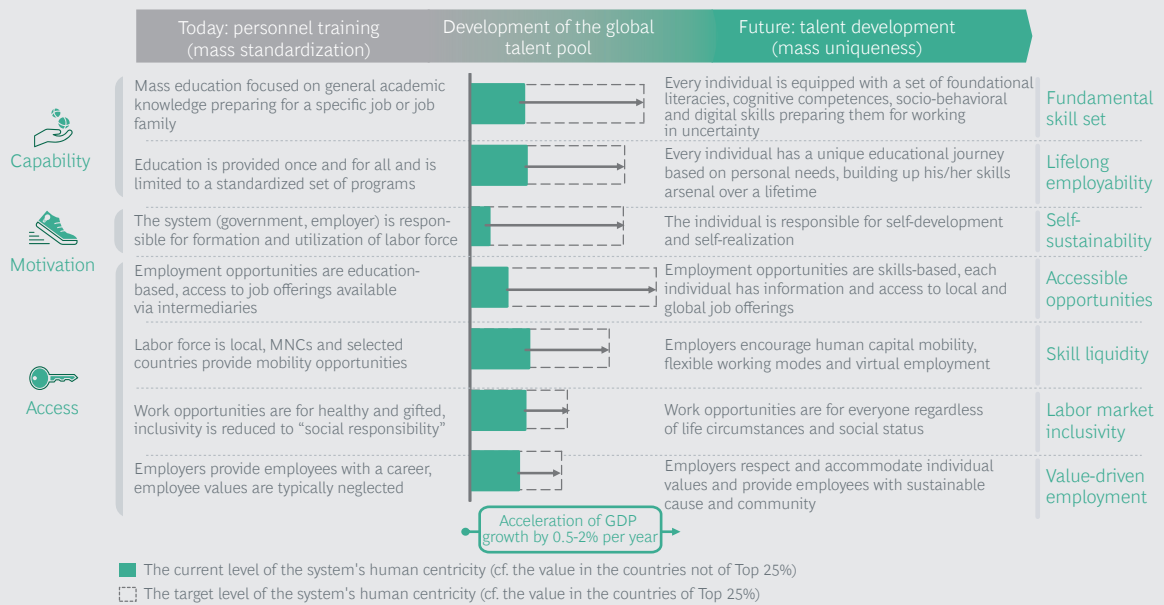 Today: personnel training
(mass standardization)
Development of the global
talent pool
Future: talent development
(mass uniqueness)
Capability
Mass education focused on general academic
knowledge preparing for a specific job or job
family
Every individual is equipped with a set of foundational
literacies, cognitive competences, socio-behavioral
and digital skills preparing them for working
in uncertainty
Fundamental
skill set
Education is provided once and for all and is
limited to a standardized set of programs
Every individual has a unique educational journey
based on personal needs, building up his/her skills
arsenal over a lifetime
Lifelong
employability
Motivation
The system (government, employer) is respon-
sible for formation and utilization of labor force
The individual is responsible for self-development
and self-realization
Self-
sustainability
Access
Employment opportunities are education-
based, access to job offerings available
via intermediaries
Employment opportunities are skills-based, each
individual has information and access to local and
global job offerings
Accessible
opportunities
Labor force is local, MNCs and selected
countries provide mobility opportunities
Employers encourage human capital mobility,
flexible working modes and virtual employment
Skill liquidity
Work opportunities are for healthy and gifted,
inclusivity is reduced to “social responsibility”
Work opportunities are for everyone regardless
of life circumstances and social status
Labor market
inclusivity
Employers provide employees with a career,
employee values are typically neglected
Employers respect and accommodate individual
values and provide employees with sustainable
cause and community
Value-driven
employment
Acceleration of GDP
growth by 0.5-2% per year
The current level of the system's human centricity (cf. the value in the countries not of Top 25%)
The target level of the system's human centricity (cf. the value in the countries of Top 25%)